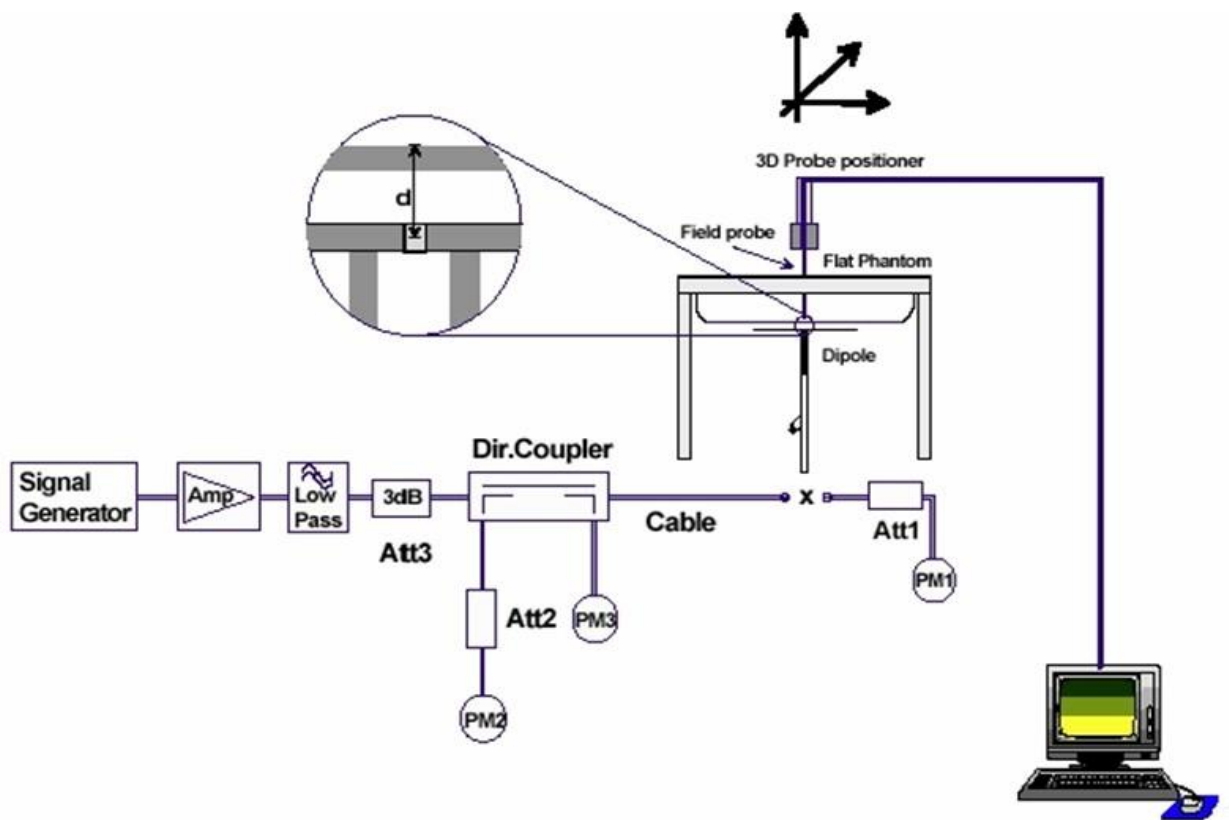 3D Probe positioner
d
Field probe
Flat Phantom
Dipole
Dir.Coupler
Signal
Generator
Amp
Low
Pass
3dB
Att3
Cable
x
Att1
PM1
Att2
PM3
PM2